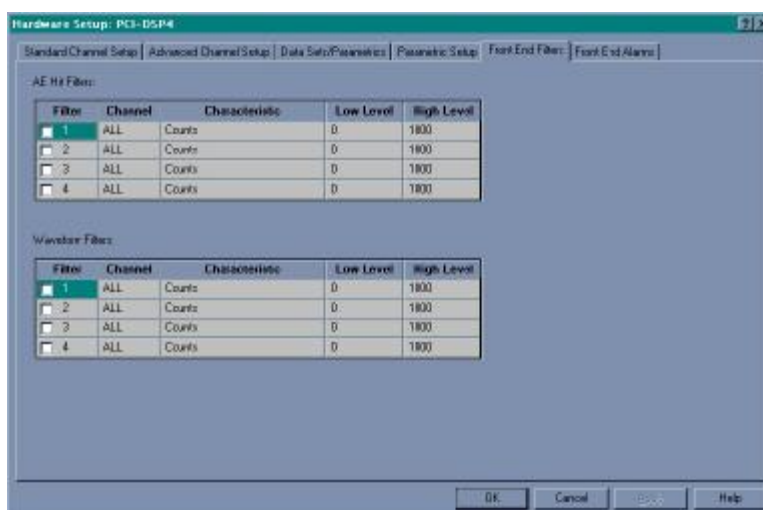 Hardware Setup: PCI-DSP4
Standard Channel Setup Advanced Channel Setup Data Sets/Parametrics Parametric Setup Front End Filters Front End Alarms
AE Hit Filters:
Filter Channel Characteristic Low Level High Level
1 ALL Counts 0 1800
2 ALL Counts 0 1800
3 ALL Counts 0 1800
4 ALL Counts 0 1800
Waveform Filters
Filter Channel Characteristic Low Level High Level
1 ALL Counts 0 1800
2 ALL Counts 0 1800
3 ALL Counts 0 1800
4 ALL Counts 0 1800
OK Cancel Help